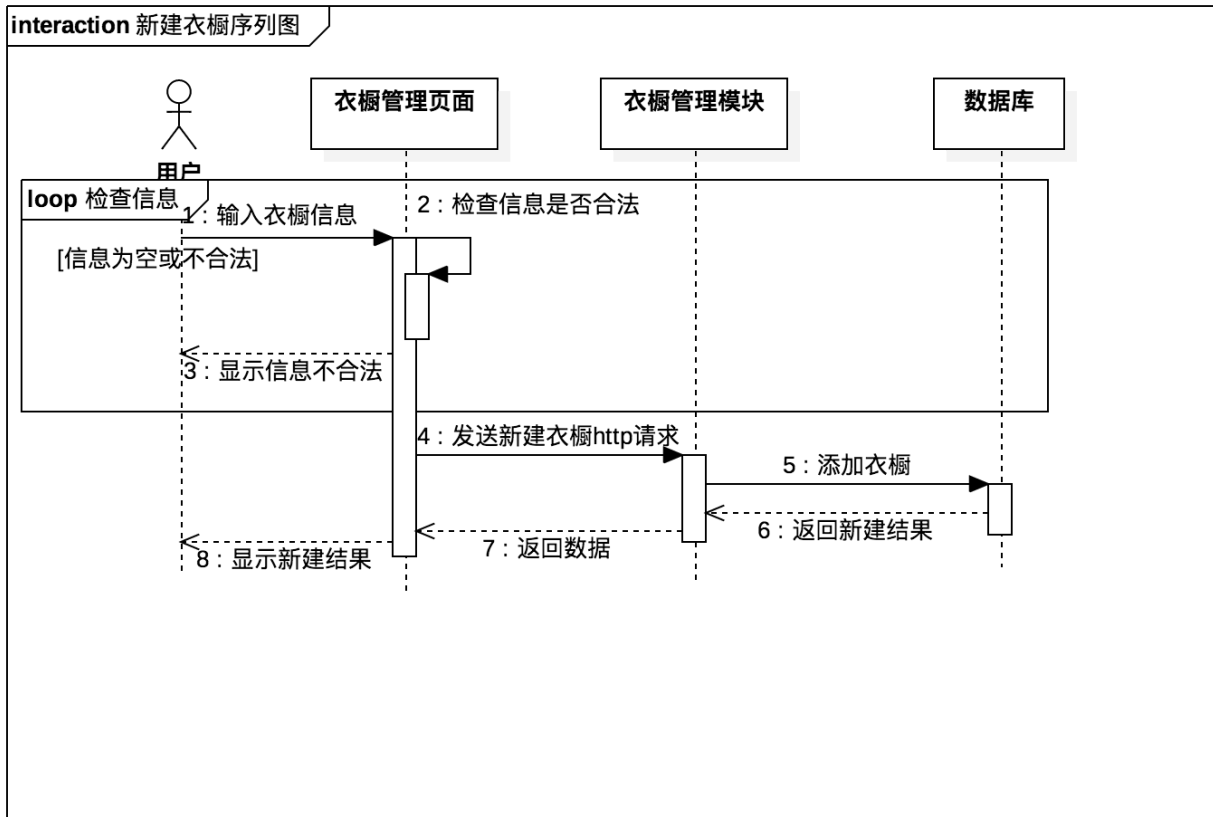 interaction 新建衣橱序列图
衣橱管理页面
衣橱管理模块
数据库
用户
loop 检查信息
1 : 输入衣橱信息
2 : 检查信息是否合法
[信息为空或不合法]
3 : 显示信息不合法
4 : 发送新建衣橱http请求
5 : 添加衣橱
6 : 返回新建结果
7 : 返回数据
8 : 显示新建结果